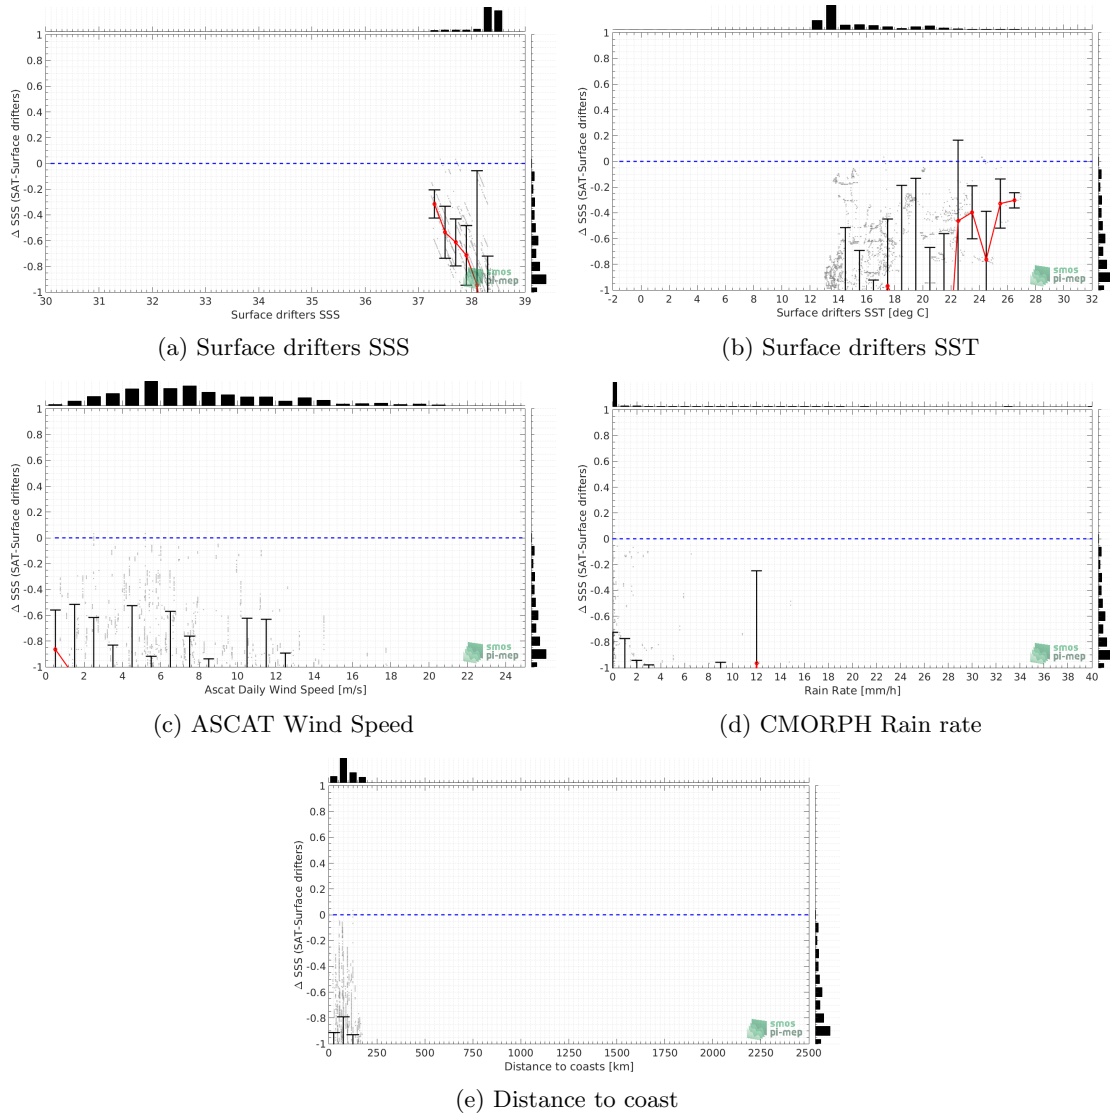 Δ SSS (SAT-Surface drifters)
1
0.8
0.6
0.4
0.2
0
-0.2
-0.4
-0.6
-0.8
-1
30 31 32 33 34 35 36 37 38 39
Surface drifters SSS
smos
pi-mep
(a) Surface drifters SSS
Δ SSS (SAT-Surface drifters)
1
0.8
0.6
0.4
0.2
0
-0.2
-0.4
-0.6
-0.8
-1
-2 0 2 4 6 8 10 12 14 16 18 20 22 24 26 28 30 32
Surface drifters SST [deg C]
smos
pi-mep
(b) Surface drifters SST
Δ SSS (SAT-Surface drifters)
1
0.8
0.6
0.4
0.2
0
-0.2
-0.4
-0.6
-0.8
-1
0 2 4 6 8 10 12 14 16 18 20 22 24
Ascat Daily Wind Speed [m/s]
smos
pi-mep
(c) ASCAT Wind Speed
Δ SSS (SAT-Surface drifters)
1
0.8
0.6
0.4
0.2
0
-0.2
-0.4
-0.6
-0.8
-1
0 2 4 6 8 10 12 14 16 18 20 22 24 26 28 30 32 34 36 38 40
Rain Rate [mm/h]
smos
pi-mep
(d) CMORPH Rain rate
Δ SSS (SAT-Surface drifters)
1
0.8
0.6
0.4
0.2
0
-0.2
-0.4
-0.6
-0.8
-1
0 250 500 750 1000 1250 1500 1750 2000 2250 2500
Distance to coasts [km]
smos
pi-mep
(e) Distance to coast